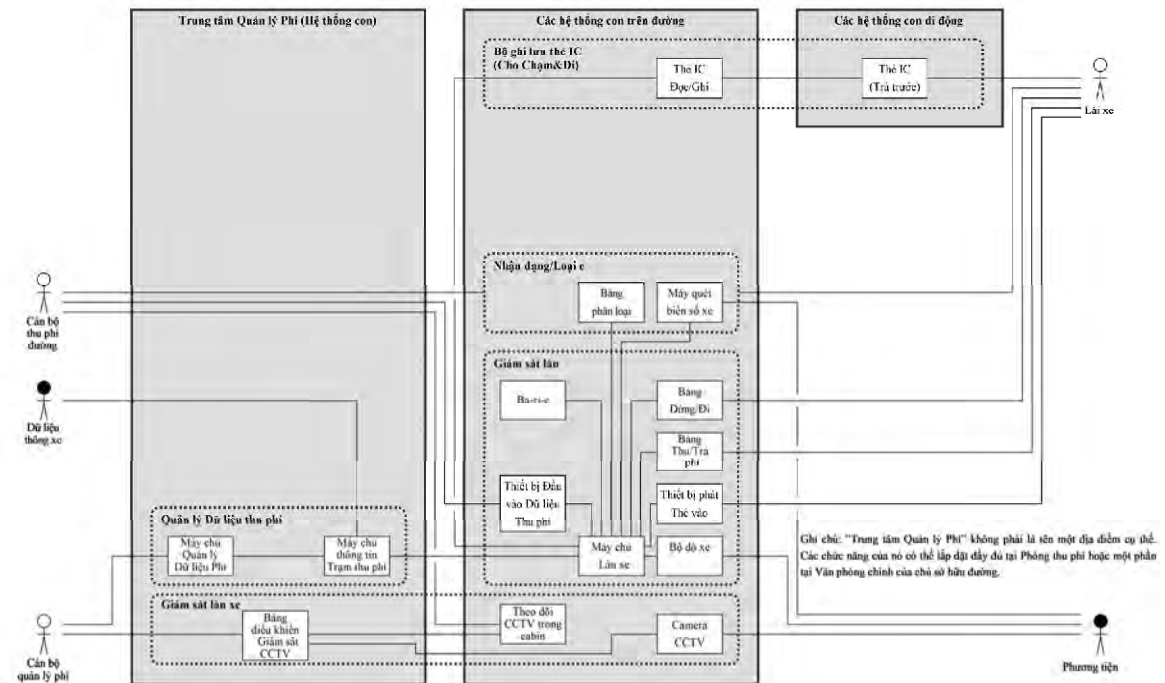 Trung tâm Quản lý Phí (Hệ thống con)
Các hệ thống con trên đường
Các hệ thống con di động
Bộ ghi lưu thẻ IC
(Cho Chạm&Đi)
Thẻ IC
Đọc/Ghi
Thẻ IC
(Trả trước)
Lái xe
Nhận dạng/Loại e
Bảng
phân loại
Máy quét
biển số xe
Cán bộ
thu phí
đường
Giám sát làn
Ba-ri-e
Bảng
Dừng/Đi
Dữ liệu
thông xe
Bảng
Thu/Trả
phí
Thiết bị Đầu
vào Dữ liệu
Thu phí
Thiết bị phát
Thẻ vào
Quản lý Dữ liệu thu phí
Máy chủ
Quản lý
Dữ liệu Phí
Máy chủ
thông tin
Trạm thu phí
Máy chủ
Làn xe
Bộ dò xe
Ghi chú: "Trung tâm Quản lý Phí" không phải là tên một địa điểm cụ thể.
Các chức năng của nó có thể lắp đặt đầy đủ tại Phòng thu phí hoặc một phần
tại Văn phòng chính của chủ sở hữu đường.
Giám sát làn xe
Bảng
điều khiển
Giám sát
CCTV
Theo dõi
CCTV trong
cabin
Camera
CCTV
Cán bộ
quản lý phí
Phương tiện